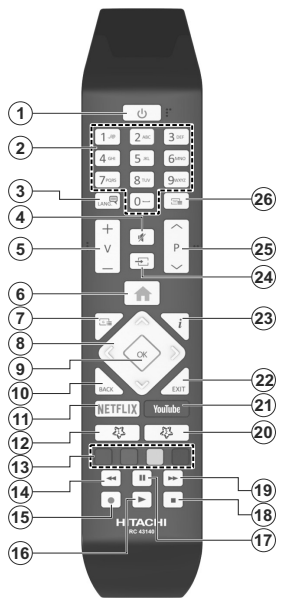 1
2
1 2 ABC 3 DEF
4 GHI 5 JKL 6 MNO
7 PQRS 8 TUV 9 WXYZ
3
LANG. 0
26
4
5
+
V
−
P
25
24
6
7
i
23
8
9
OK
10
BACK EXIT
22
11
NETFLIX YouTube
21
12
20
13
14
19
15
16
17
18
HITACHI
RC 43140